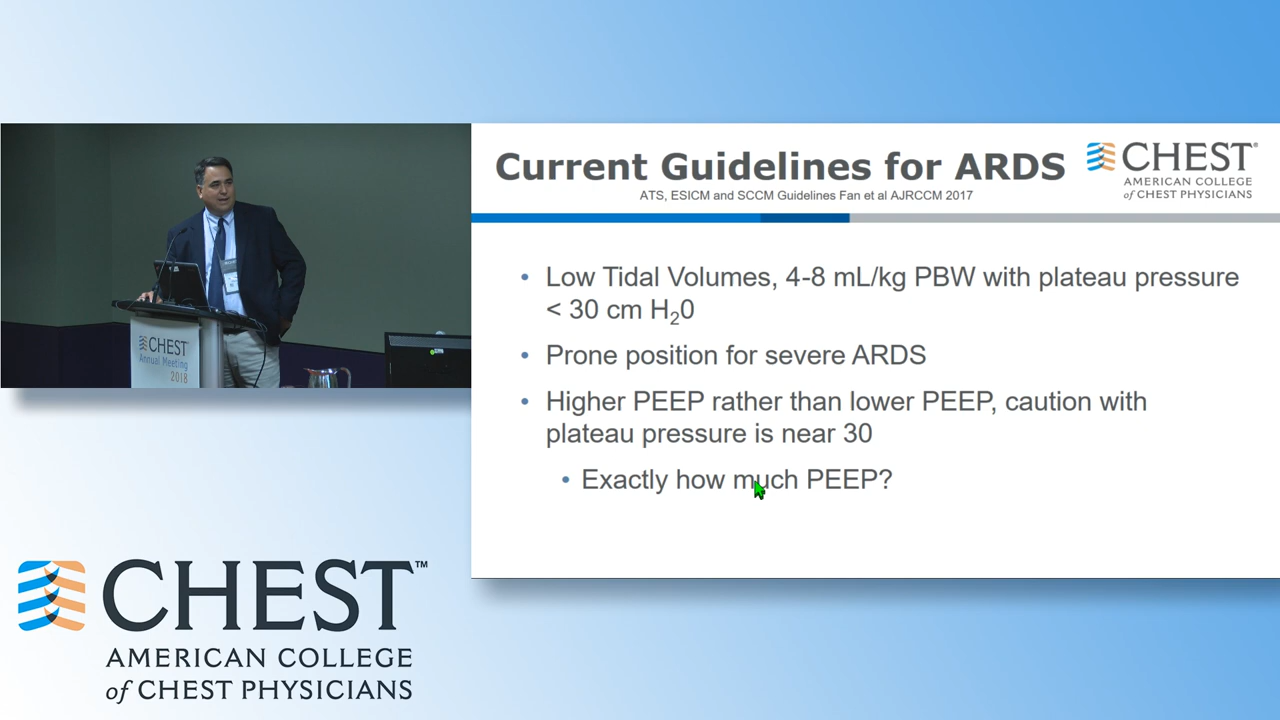 CHEST
Annual Meeting
2018
Current Guidelines for ARDS
ATS, ESICM and SCCM Guidelines Fan et al AJRCCM 2017
CHEST®
AMERICAN COLLEGE
of CHEST PHYSICIANS
• Low Tidal Volumes, 4-8 mL/kg PBW with plateau pressure
< 30 cm H₂0
• Prone position for severe ARDS
• Higher PEEP rather than lower PEEP, caution with
plateau pressure is near 30
• Exactly how much PEEP?
CHEST™
AMERICAN COLLEGE
of CHEST PHYSICIANS